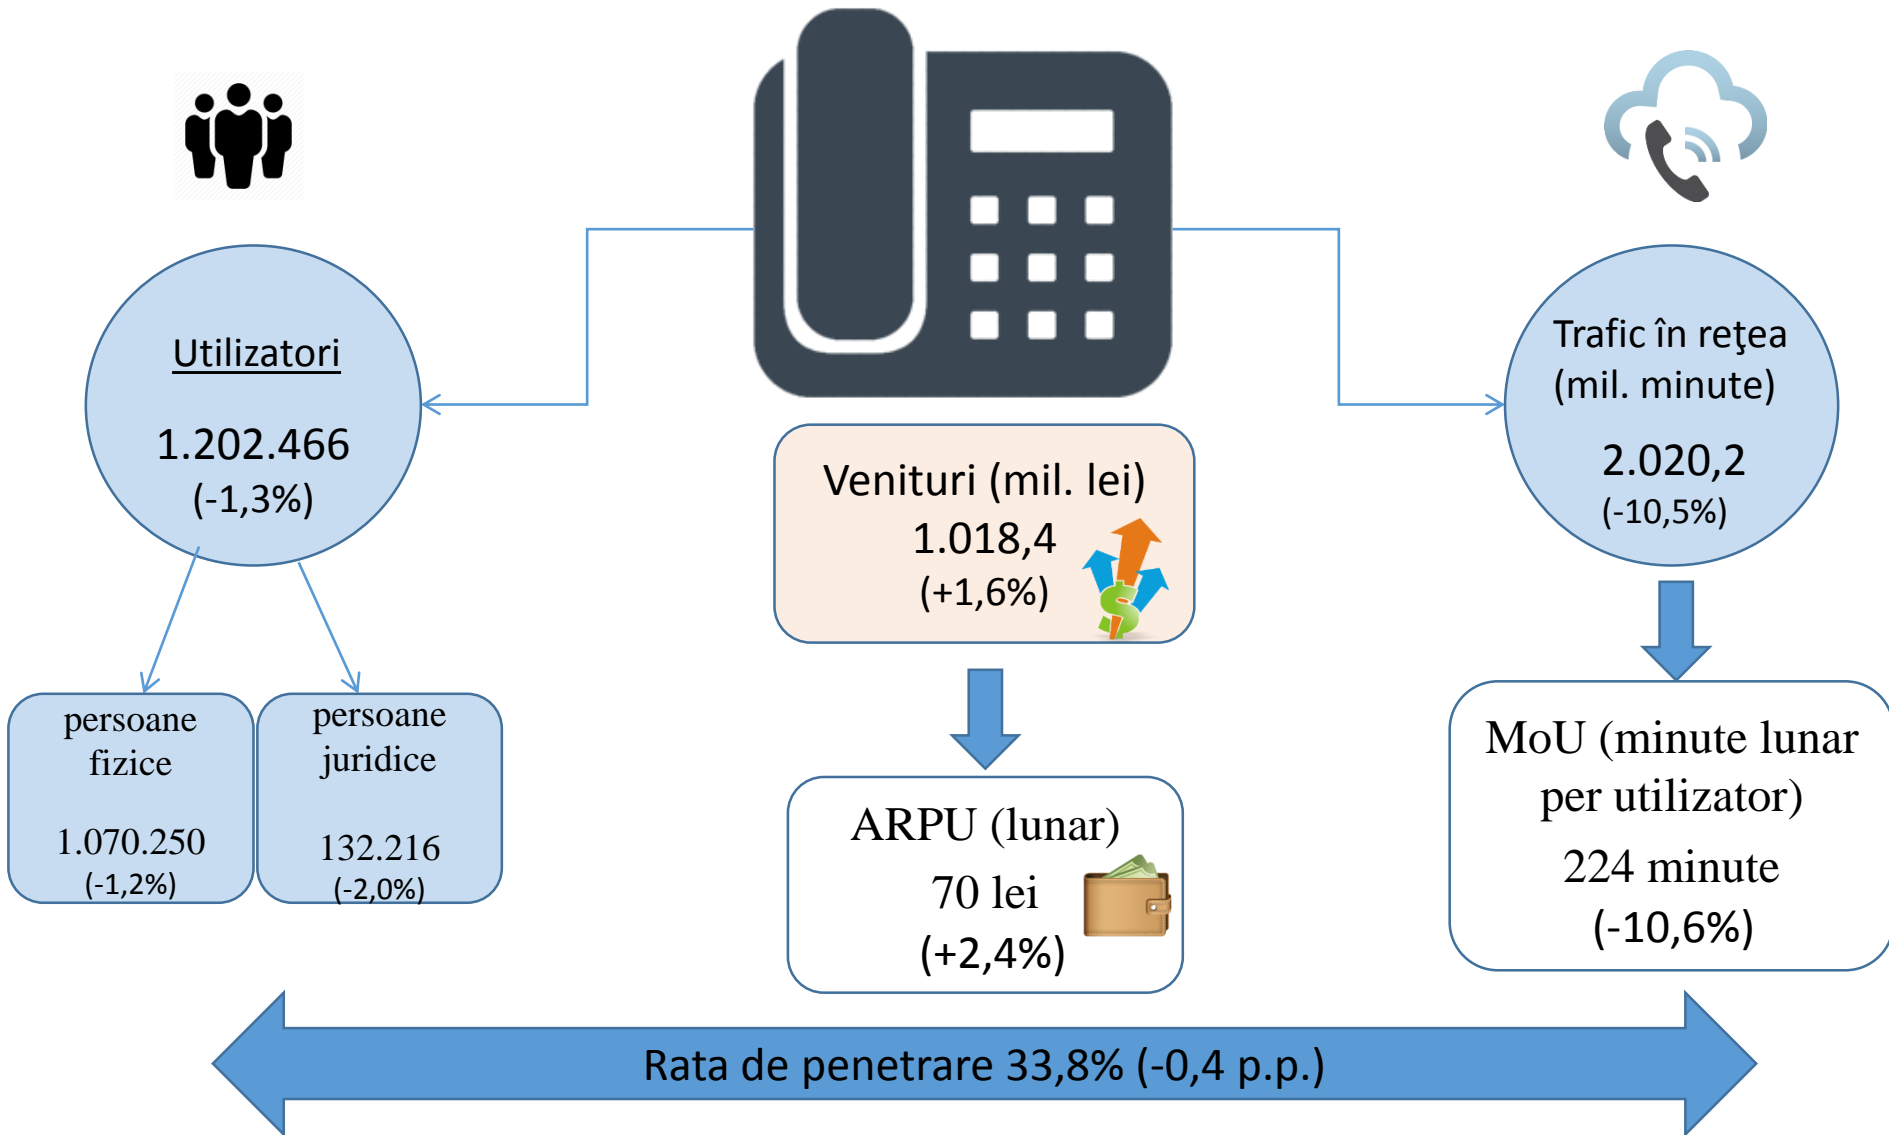 Utilizatori
1.202.466
(-1,3%)
persoane
fizice
1.070.250
(-1,2%)
persoane
juridice
132.216
(-2,0%)
Venituri (mil. lei)
1.018,4
(+1,6%)
ARPU (lunar)
70 lei
(+2,4%)
Trafic în reţea
(mil. minute)
2.020,2
(-10,5%)
MoU (minute lunar
per utilizator)
224 minute
(-10,6%)
Rata de penetrare 33,8% (-0,4 p.p.)